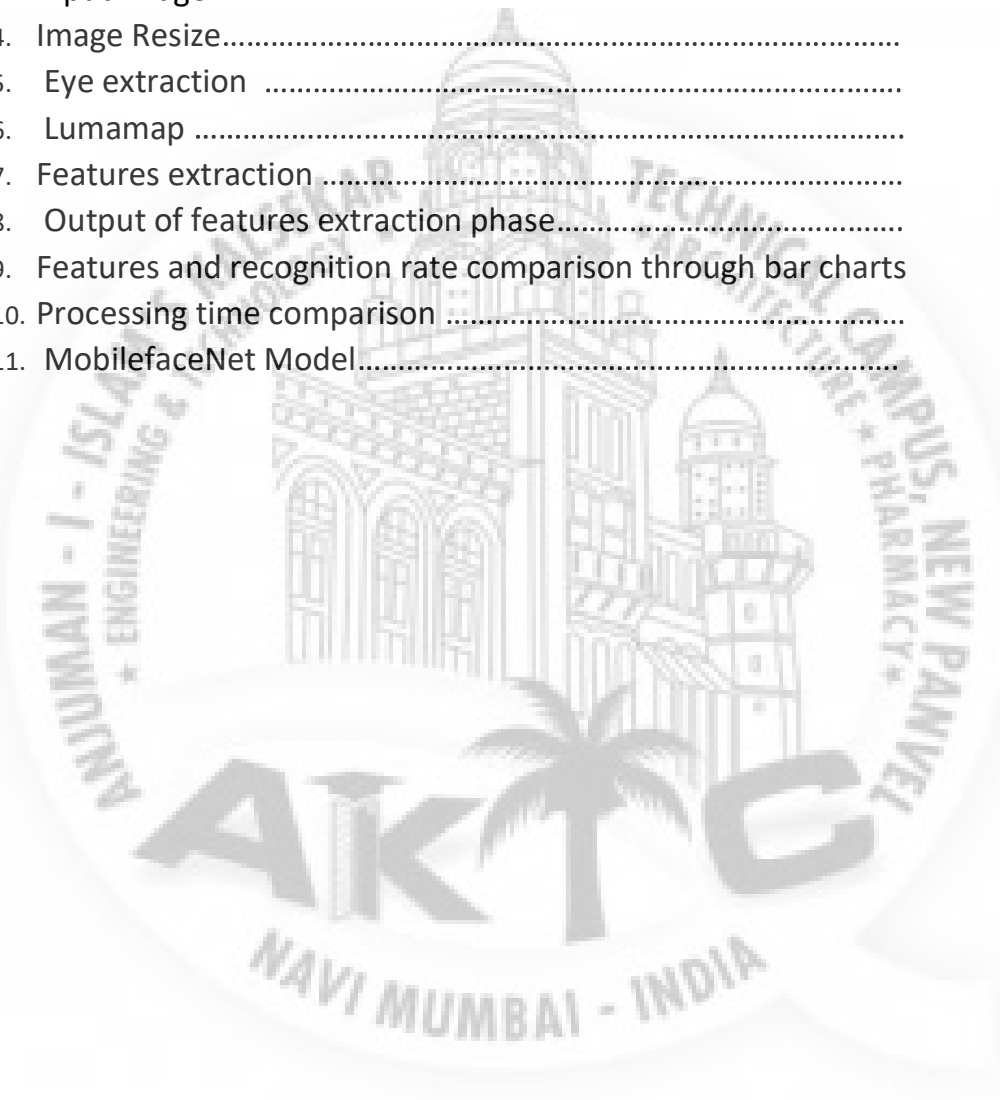 4. Image Resize..........................................................................
5. Eye extraction ......................................................................
6. Lumamap ..............................................................................
7. Features extraction ................................................................
8. Output of features extraction phase......................................
9. Features and recognition rate comparison through bar charts
10. Processing time comparison ..................................................
11. MobilefaceNet Model............................................................
ANJUMAN - I - ISLAM'S KALSEKAR TECHNICAL CAMPUS, NEW PANVEL
★ ENGINEERING & TECHNOLOGY ★ ARCHITECTURE ★ PHARMACY ★
AKTC
NAVI MUMBAI - INDIA